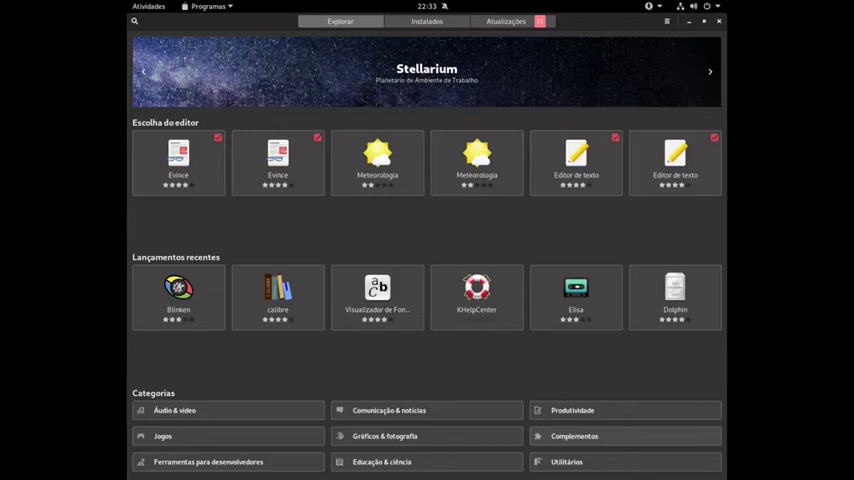 Atividades Programas 22:33
Explorar Instalados Atualizações
Stellarium
Planetário de Ambiente de Trabalho
Escolha do editor
Evince Evince Meteorologia Meteorologia Editor de texto Editor de texto
Lançamentos recentes
Blinken calibre Visualizador de Fon... KHelpCenter Elisa Dolphin
Categorias
Áudio & vídeo Comunicação & notícias Produtividade
Jogos Gráficos & fotografia Complementos
Ferramentas para desenvolvedores Educação & ciência Utilitários